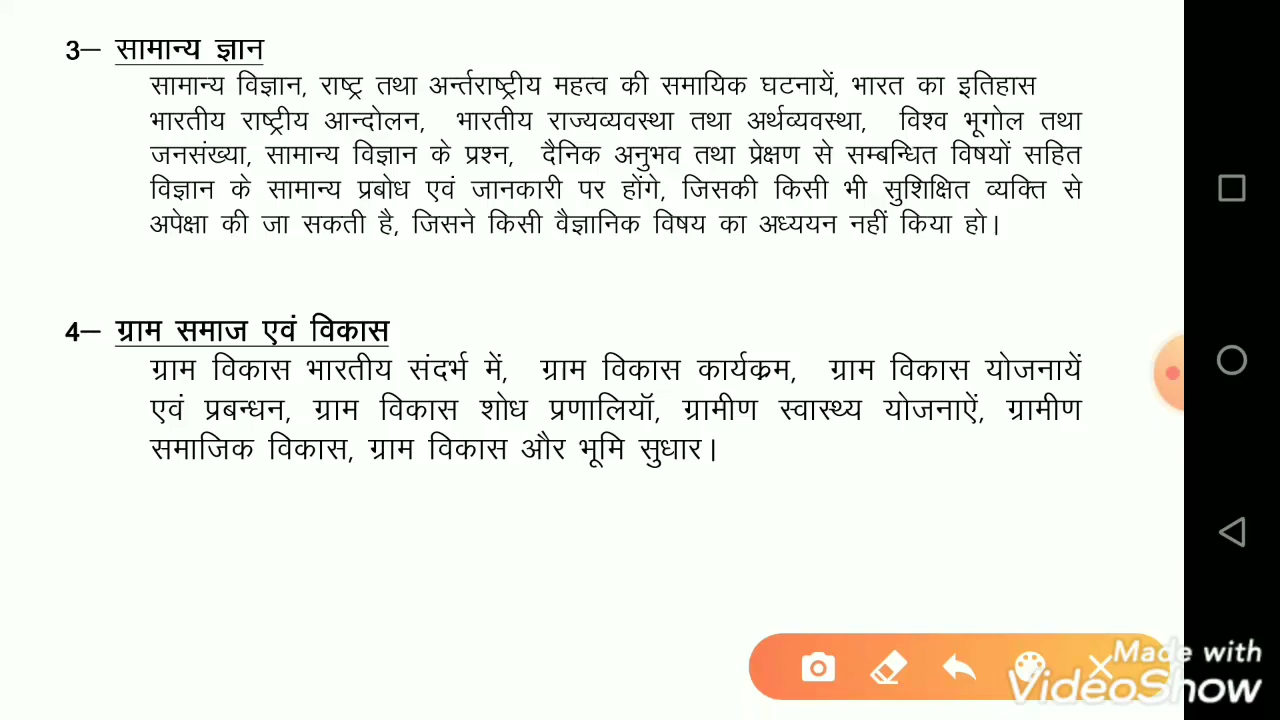 3– सामान्य ज्ञान
सामान्य विज्ञान, राष्ट्र तथा अर्न्तराष्ट्रीय महत्व की समायिक घटनायें, भारत का इतिहास
भारतीय राष्ट्रीय आन्दोलन, भारतीय राज्यव्यवस्था तथा अर्थव्यवस्था, विश्व भूगोल तथा
जनसंख्या, सामान्य विज्ञान के प्रश्न, दैनिक अनुभव तथा प्रेक्षण से सम्बन्धित विषयों सहित
विज्ञान के सामान्य प्रबोध एवं जानकारी पर होंगे, जिसकी किसी भी सुशिक्षित व्यक्ति से
अपेक्षा की जा सकती है, जिसने किसी वैज्ञानिक विषय का अध्ययन नहीं किया हो।
4– ग्राम समाज एवं विकास
ग्राम विकास भारतीय संदर्भ में, ग्राम विकास कार्यक्रम, ग्राम विकास योजनायें
एवं प्रबन्धन, ग्राम विकास शोध प्रणालियॉ, ग्रामीण स्वास्थ्य योजनाऐं, ग्रामीण
समाजिक विकास, ग्राम विकास और भूमि सुधार।
Made with
VideoShow